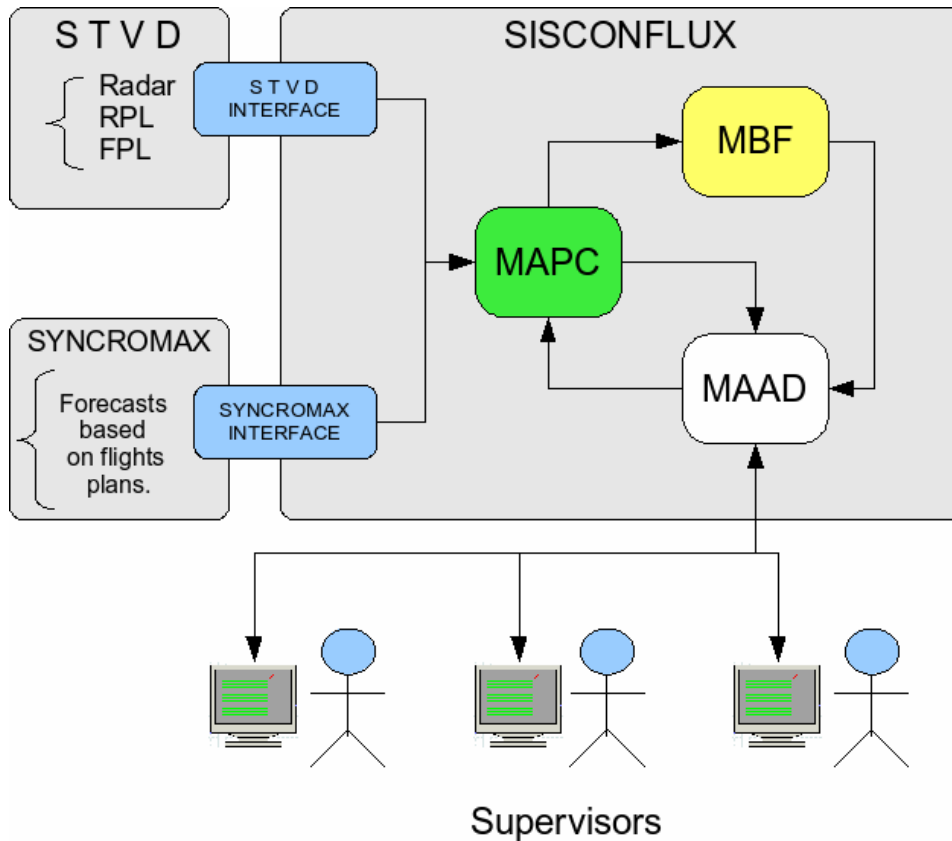 S T V D
Radar
RPL
FPL
S T V D
INTERFACE
SISCONFLUX
MBF
MAPC
MAAD
SYNCROMAX
Forecasts
based
on flights
plans.
SYNCROMAX
INTERFACE
Supervisors